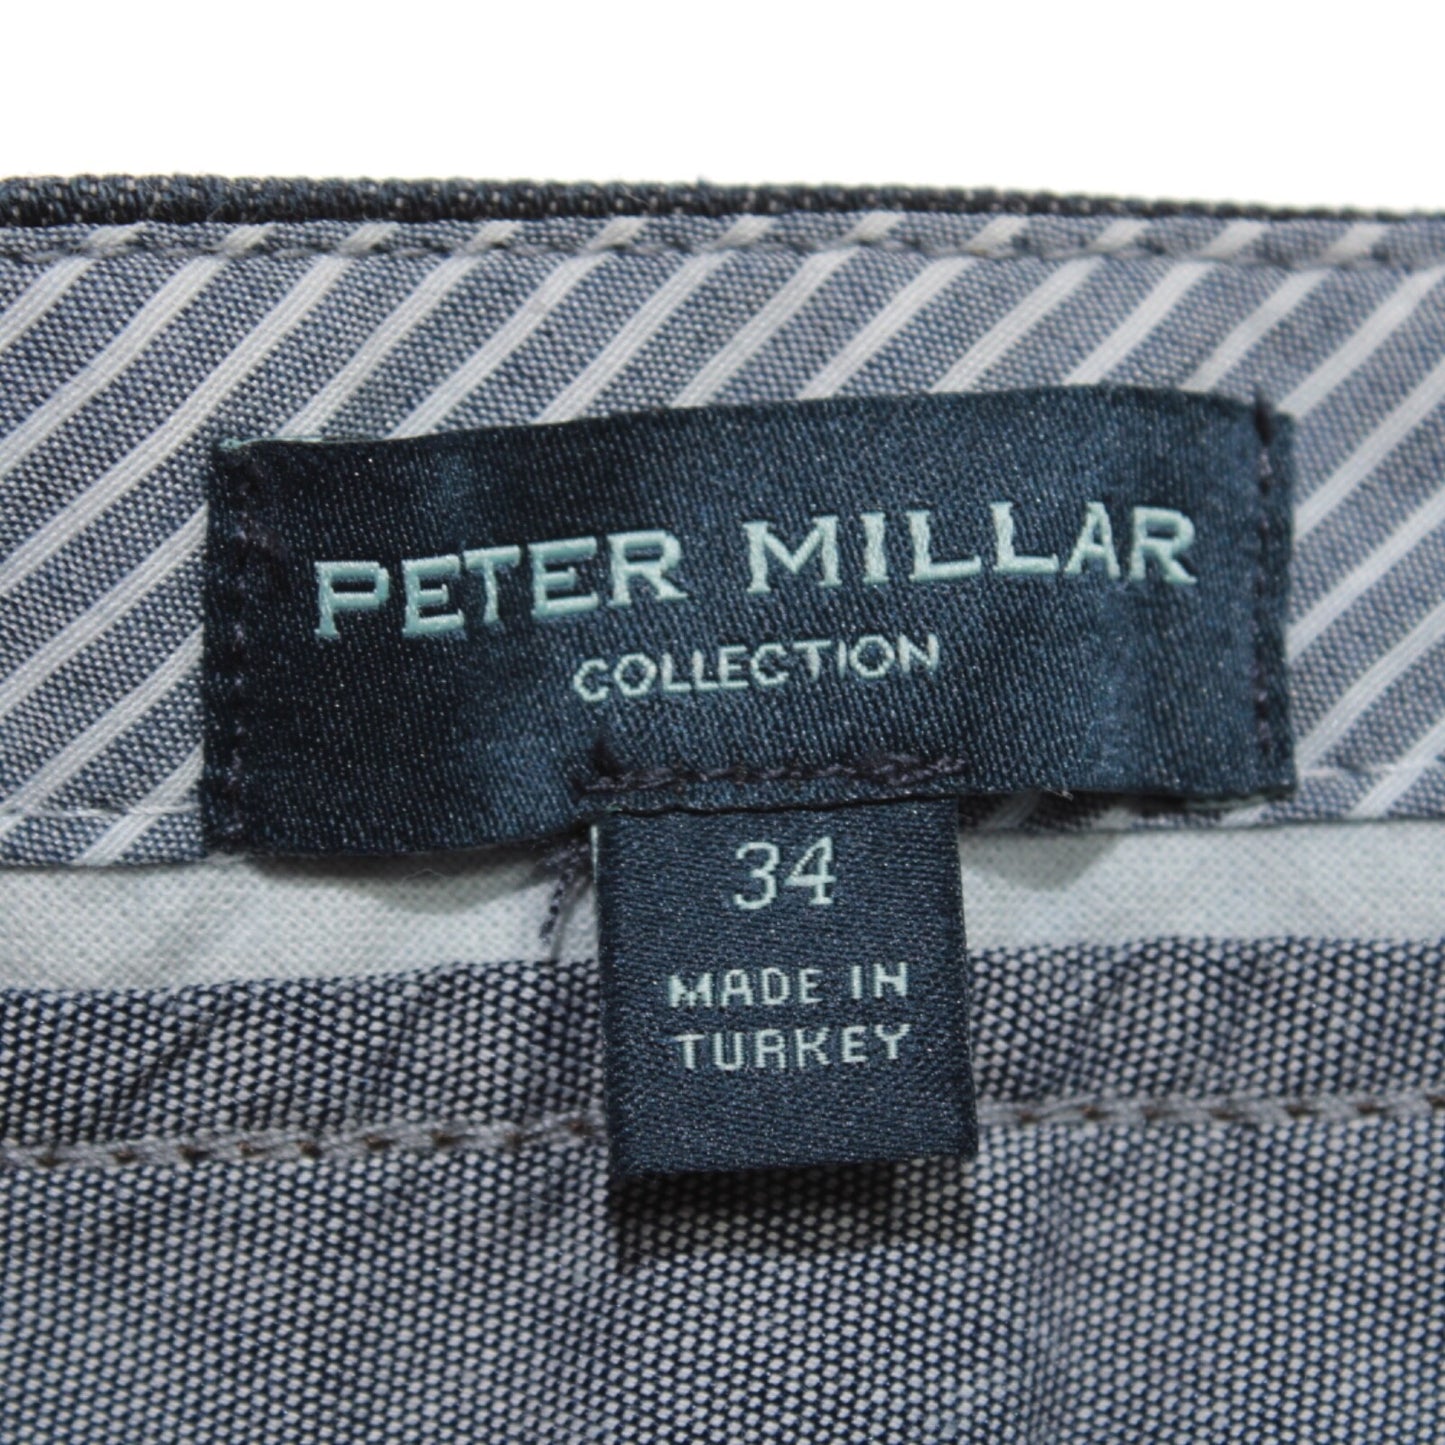 PETER MILLAR
COLLECTION
34
MADE IN
TURKEY